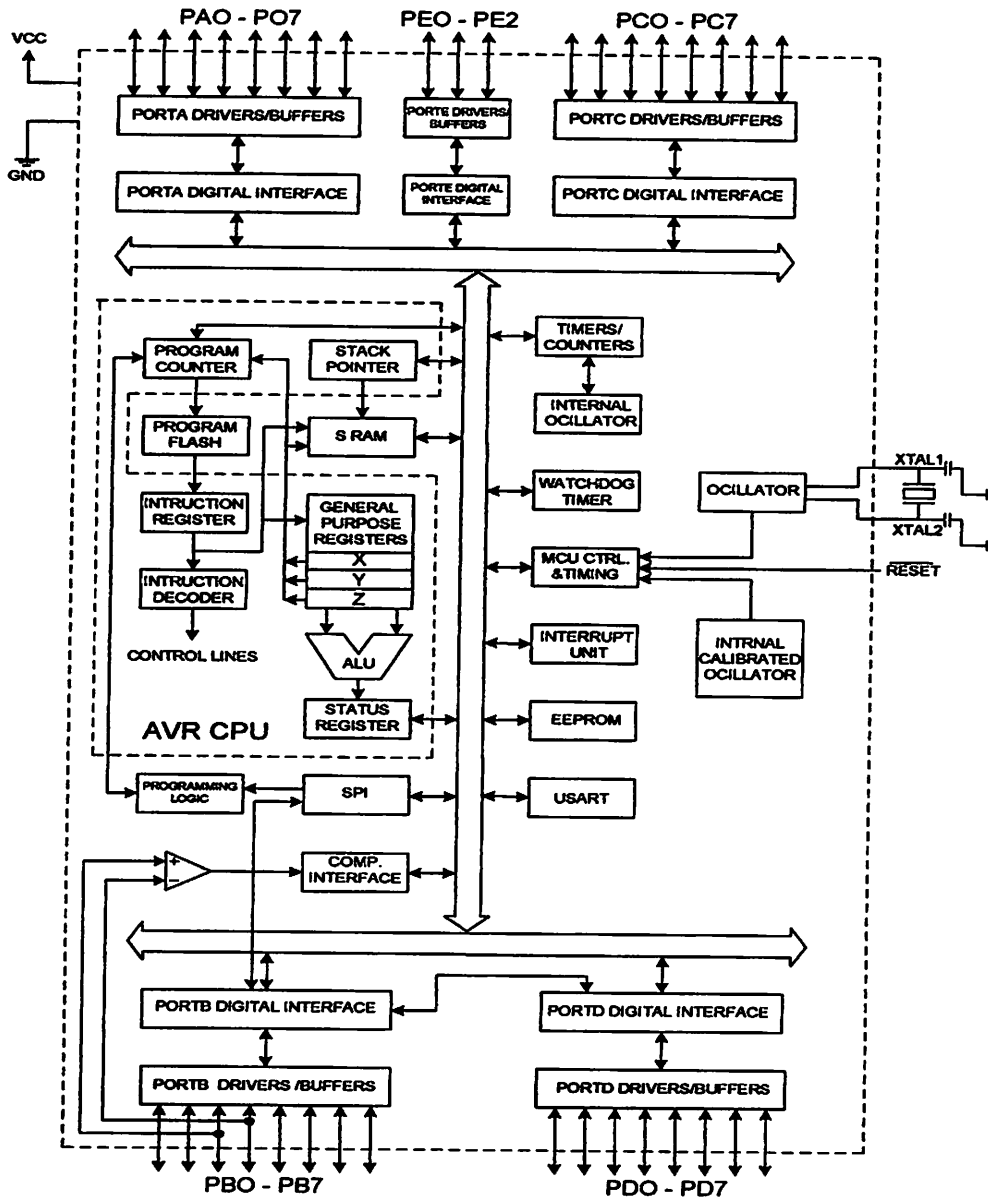 PAO - PO7
PEO - PE2
PCO - PC7
VCC
GND
PORTA DRIVERS/BUFFERS
PORTE DRIVERS/
BUFFERS
PORTC DRIVERS/BUFFERS
PORTA DIGITAL INTERFACE
PORTE DIGITAL
INTERFACE
PORTC DIGITAL INTERFACE
PROGRAM
COUNTER
STACK
POINTER
TIMERS/
COUNTERS
PROGRAM
FLASH
S RAM
INTERNAL
OCILLATOR
INTRUCTION
REGISTER
GENERAL
PURPOSE
REGISTERS
X
Y
Z
WATCHDOG
TIMER
OCILLATOR
XTAL1
XTAL2
INTRUCTION
DECODER
MCU CTRL.
&TIMING
RESET
CONTROL LINES
ALU
INTERRUPT
UNIT
INTRNAL
CALIBRATED
OCILLATOR
STATUS
REGISTER
AVR CPU
EEPROM
PROGRAMMING
LOGIC
SPI
USART
+
−
COMP.
INTERFACE
PORTB DIGITAL INTERFACE
PORTD DIGITAL INTERFACE
PORTB DRIVERS /BUFFERS
PORTD DRIVERS/BUFFERS
PBO - PB7
PDO - PD7